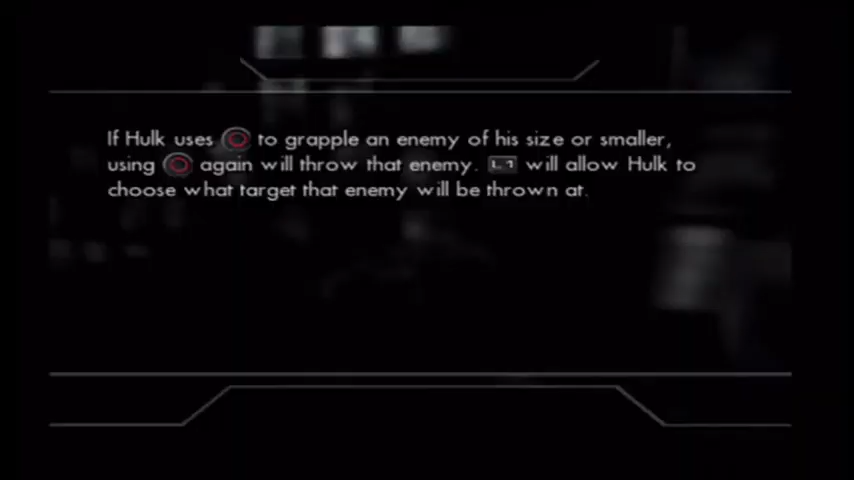 If Hulk uses to grapple an enemy of his size or smaller,
using again will throw that enemy. L1 will allow Hulk to
choose what target that enemy will be thrown at.